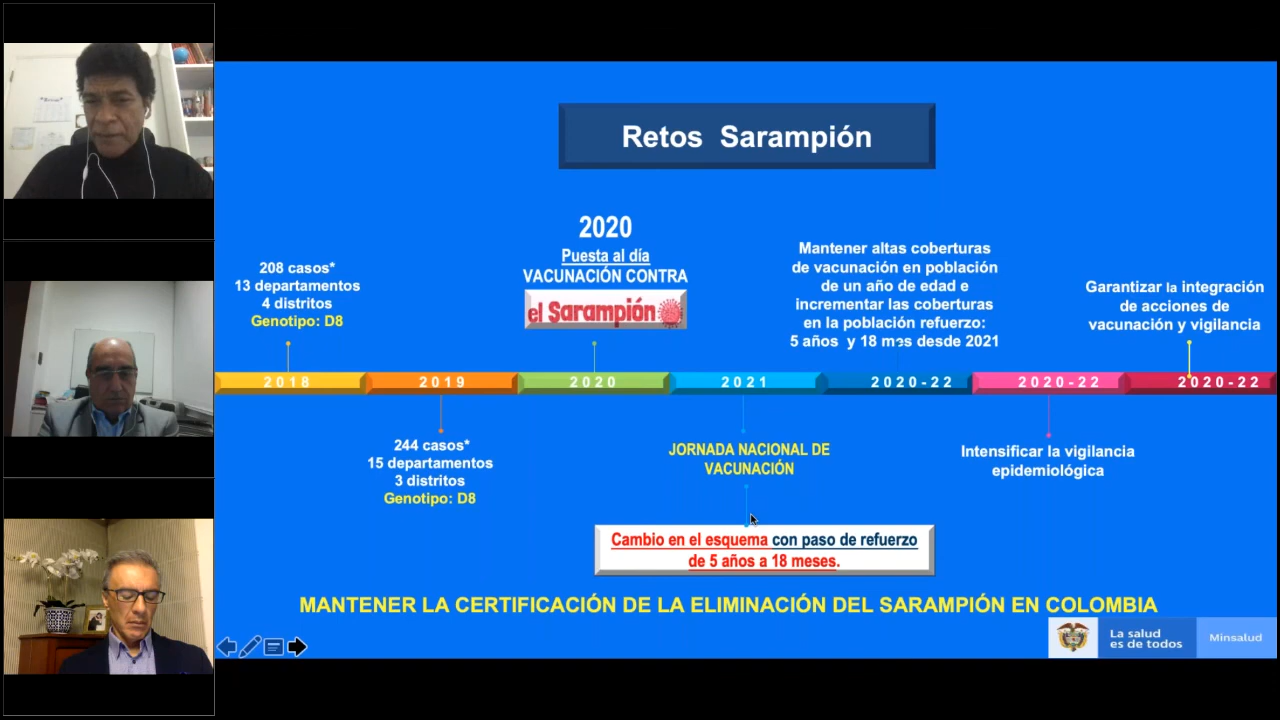 Retos Sarampión
2020
Puesta al día
VACUNACIÓN CONTRA
el Sarampión
208 casos*
13 departamentos
4 distritos
Genotipo: D8
Mantener altas coberturas
de vacunación en población
de un año de edad e
incrementar las coberturas
en la población refuerzo:
5 años y 18 mes desde 2021
Garantizar la integración
de acciones de
vacunación y vigilancia
2018
2019
2020
2021
2020-22
2020-22
2020-22
244 casos*
15 departamentos
3 distritos
Genotipo: D8
JORNADA NACIONAL DE
VACUNACIÓN
Intensificar la vigilancia
epidemiológica
Cambio en el esquema con paso de refuerzo
de 5 años a 18 meses.
MANTENER LA CERTIFICACIÓN DE LA ELIMINACIÓN DEL SARAMPIÓN EN COLOMBIA
La salud
es de todos
Minsalud